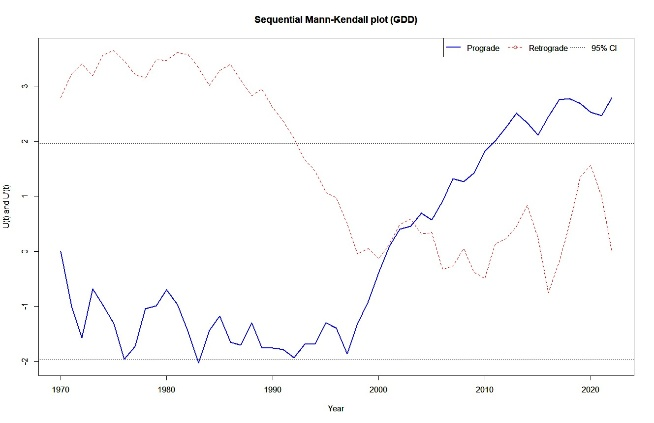 Sequential Mann-Kendall plot (GDD)
Prograde Retrograde 95% CI
3
2
1
0
-1
-2
U(t) and U'(t)
1970 1980 1990 2000 2010 2020
Year